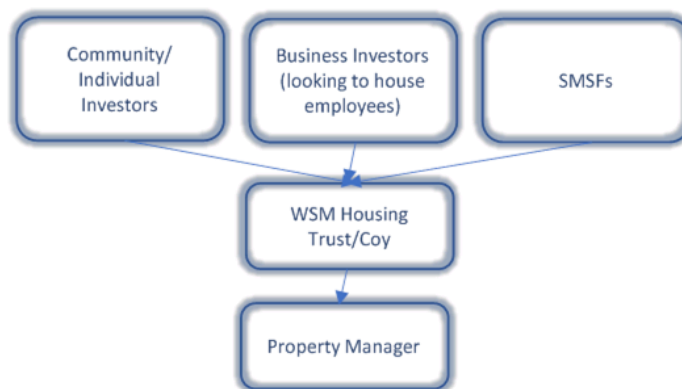 Community/
Individual
Investors
Business Investors
(looking to house
employees)
SMSFs
WSM Housing
Trust/Coy
Property Manager